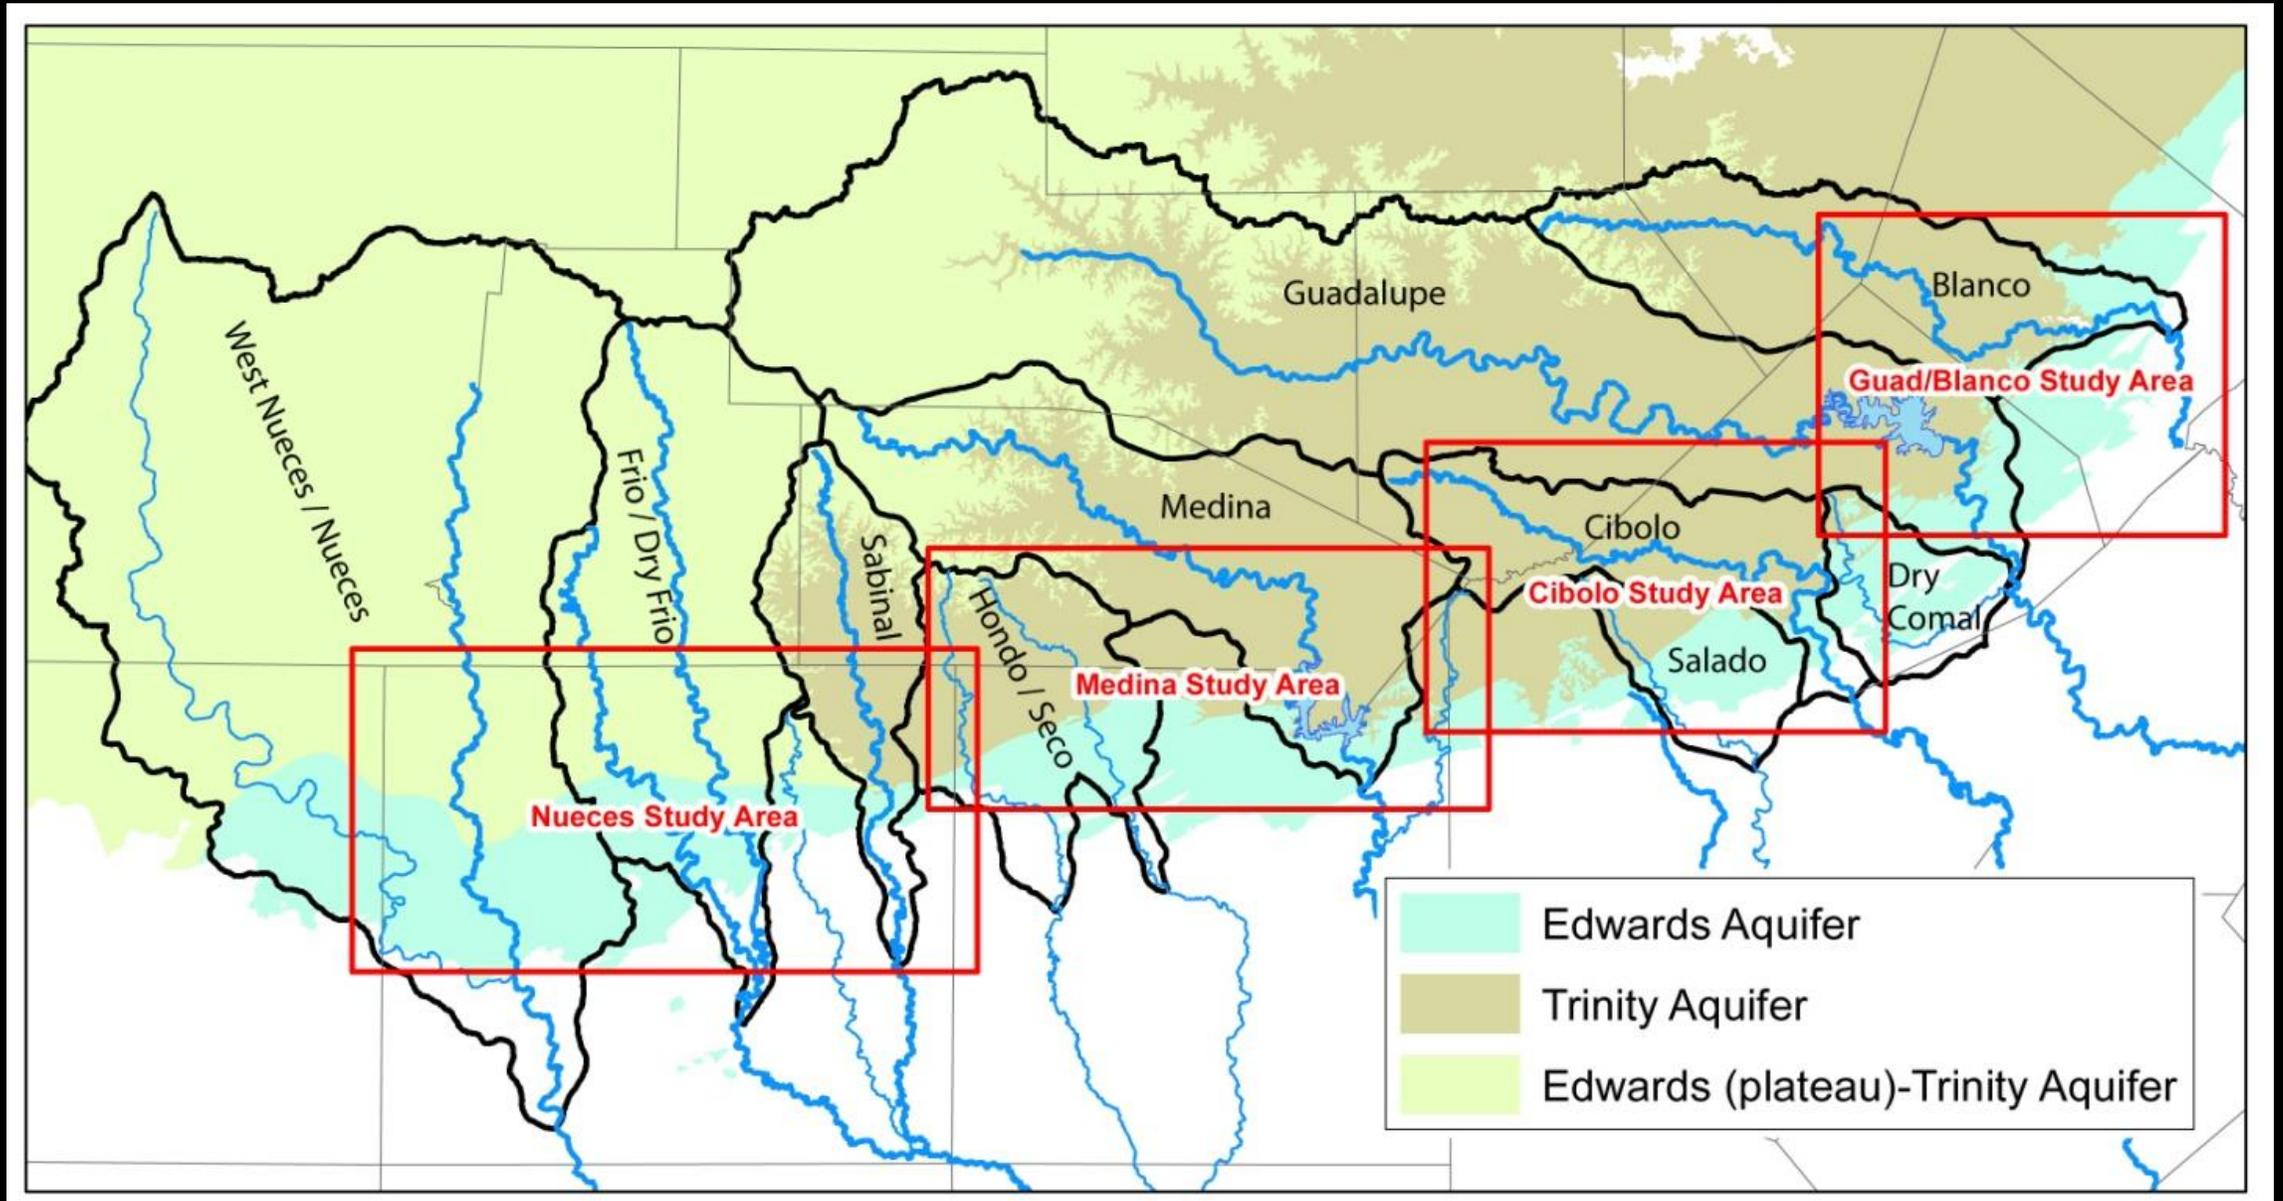 West Nueces / Nueces
Frio / Dry Frio
Sabinal
Hondo / Seco
Guadalupe
Medina
Blanco
Guad/Blanco Study Area
Cibolo
Cibolo Study Area
Dry
Comal
Salado
Medina Study Area
Nueces Study Area
Edwards Aquifer
Trinity Aquifer
Edwards (plateau)-Trinity Aquifer